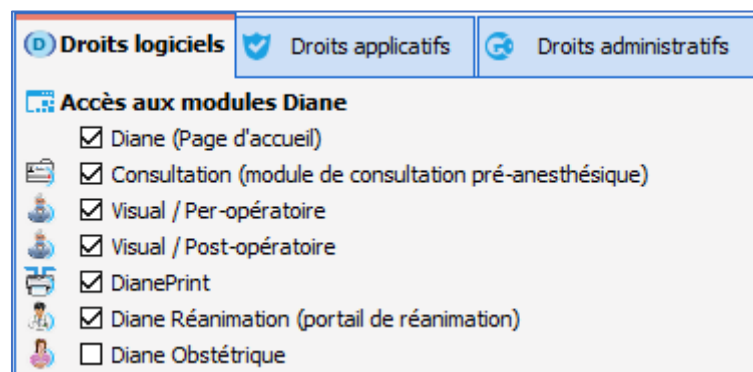 Droits logiciels Droits applicatifs Droits administratifs
Accès aux modules Diane
Diane (Page d'accueil)
Consultation (module de consultation pré-anesthésique)
Visual / Per-opératoire
Visual / Post-opératoire
DianePrint
Diane Réanimation (portail de réanimation)
Diane Obstétrique